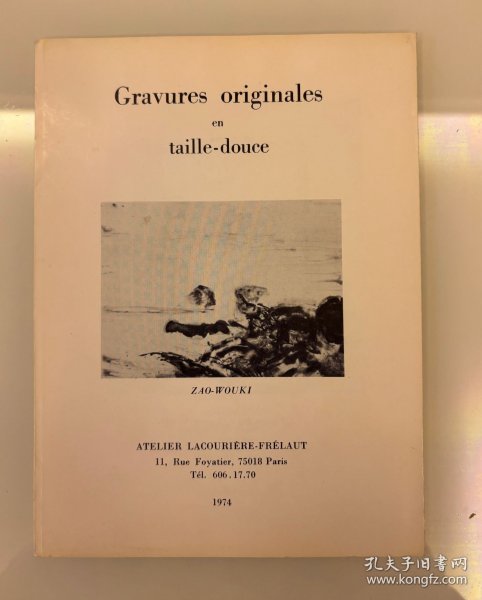 Gravures originales
en
taille-douce
ZAO-WOUKI
ATELIER LACOURIÈRE-FRÉLAUT
11, Rue Foyatier, 75018 Paris
Tél. 606.17.70
1974
孔夫子旧书网
www.kongfz.com